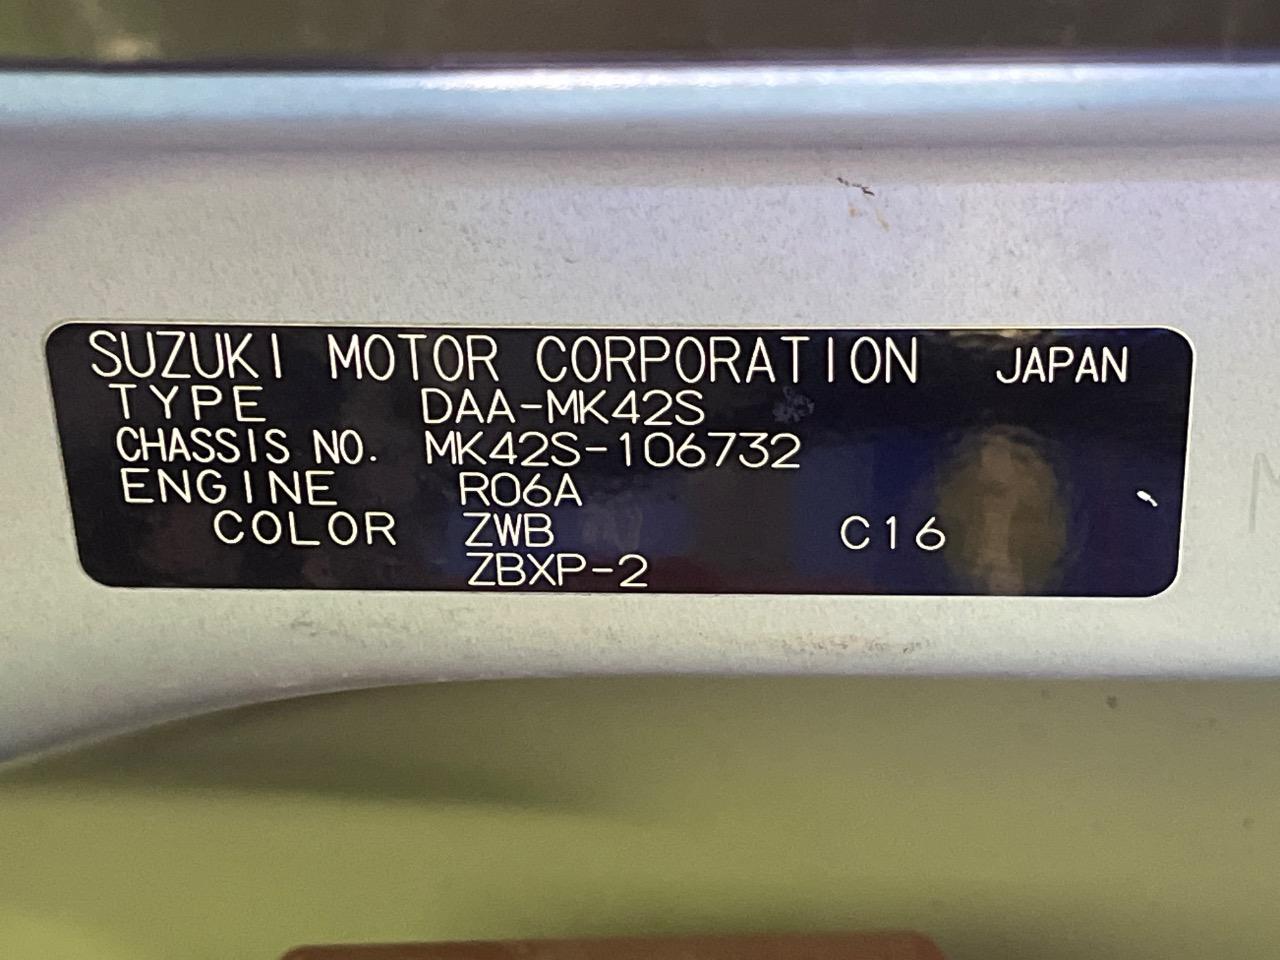 SUZUKI MOTOR CORPORATION JAPAN
TYPE DAA-MK42S
CHASSIS NO. MK42S-106732
ENGINE R06A
COLOR ZWB C16
ZBXP-2